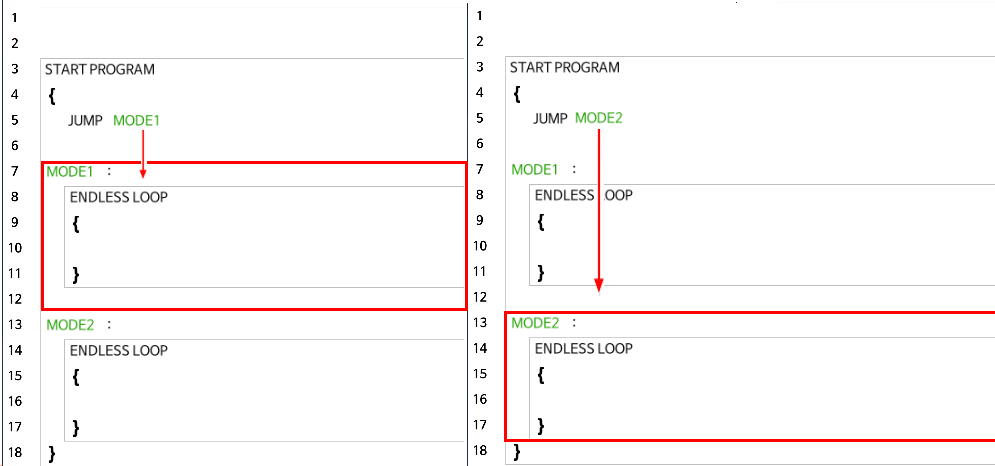 1
2
3 START PROGRAM
4 {
5 JUMP MODE1
6
7 MODE1 :
8 ENDLESS LOOP
9 {
10
11 }
12
13 MODE2 :
14 ENDLESS LOOP
15 {
16
17 }
18 }
1
2
3 START PROGRAM
4 {
5 JUMP MODE2
6
7 MODE1 :
8 ENDLESS LOOP
9 {
10
11 }
12
13 MODE2 :
14 ENDLESS LOOP
15 {
16
17 }
18 }